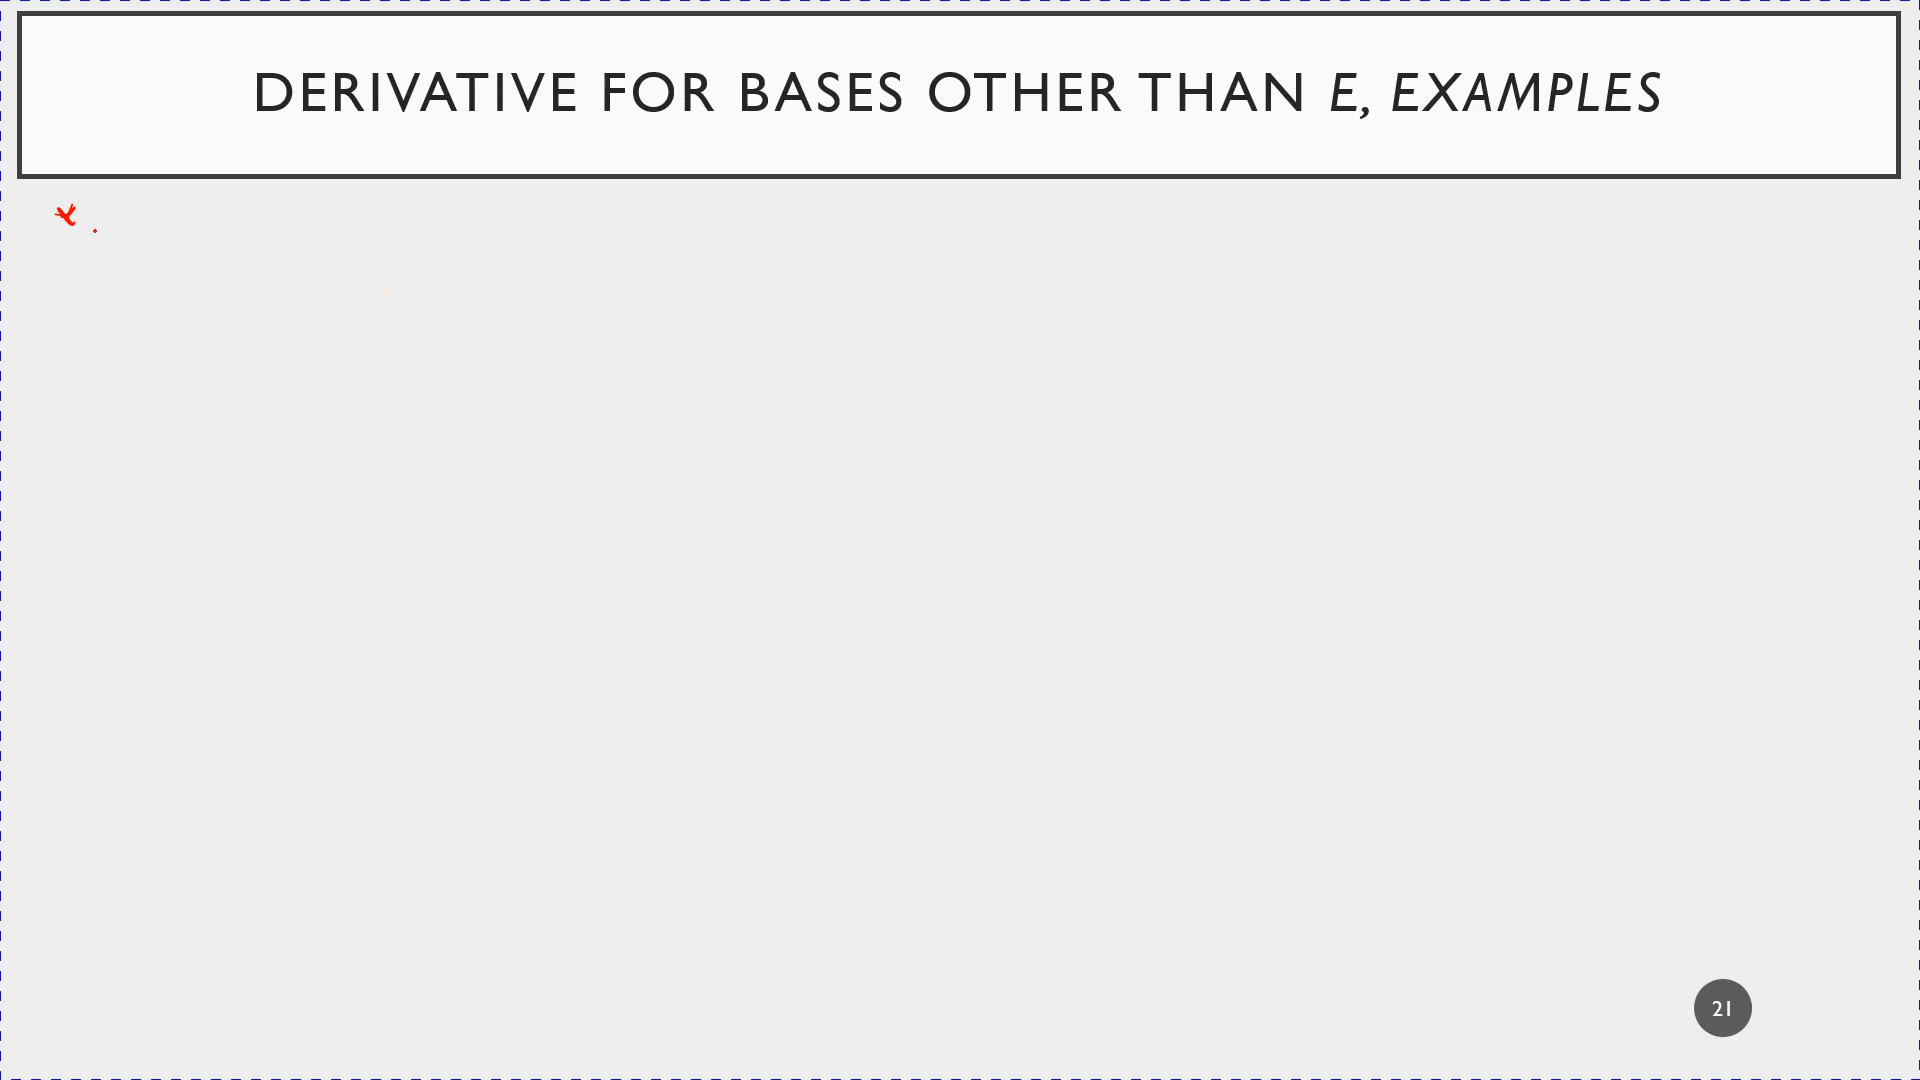 DERIVATIVE FOR BASES OTHER THAN E, EXAMPLES
21